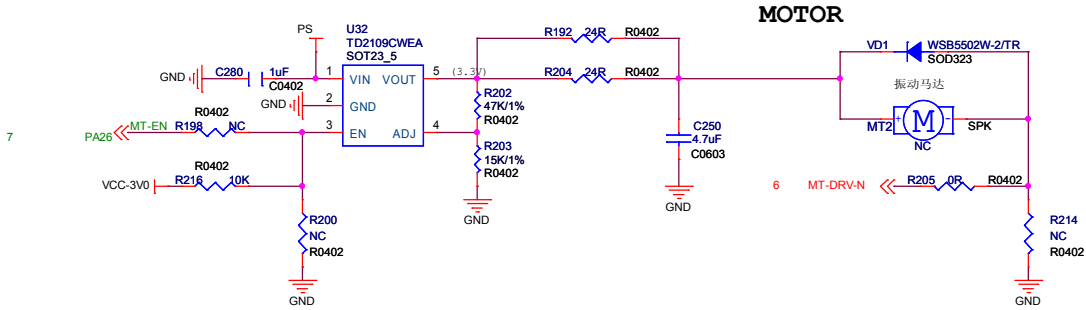 MOTOR
PS
U32
TD2109CWEA
SOT23_5
R192 24R R0402
VD1 WSB5502W-2/TR
SOD323
GND C280 1uF
C0402
1 VIN VOUT 5 (3.3V)
R204 24R R0402
振动马达
R202
47K/1%
R0402
GND 2 GND
MT2 + M - SPK
NC
R0402
7 PA26 MT-EN R198 NC 3 EN ADJ 4
C250
4.7uF
C0603
R203
15K/1%
R0402
R0402
VCC-3V0 R216 10K
6 MT-DRV-N R205 0R R0402
GND
GND
R200
NC
R0402
R214
NC
R0402
GND
GND